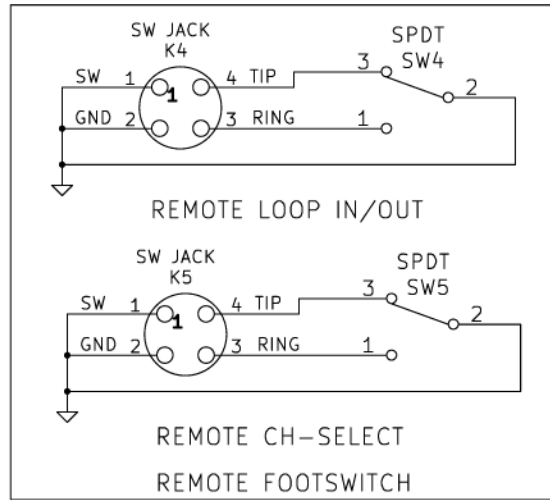 SW JACK
K4
SPDT
SW4
SW 1 1 4 TIP 3 2
GND 2 3 RING 1
REMOTE LOOP IN/OUT
SW JACK
K5
SPDT
SW5
SW 1 1 4 TIP 3 2
GND 2 3 RING 1
REMOTE CH-SELECT
REMOTE FOOTSWITCH